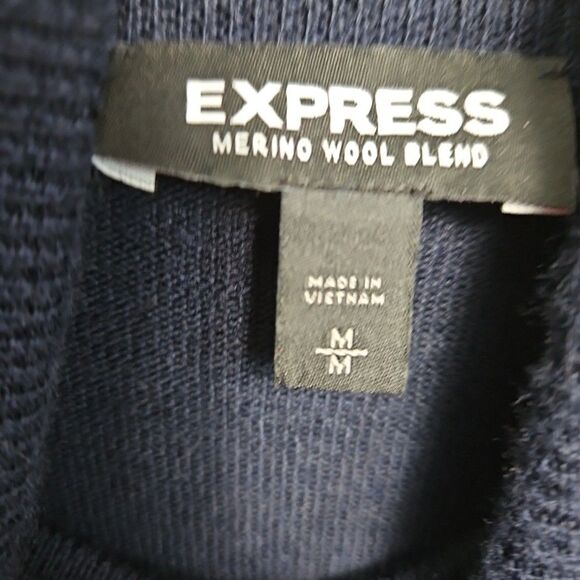 EXPRESS
MERINO WOOL BLEND
MADE IN
VIETNAM
M
M